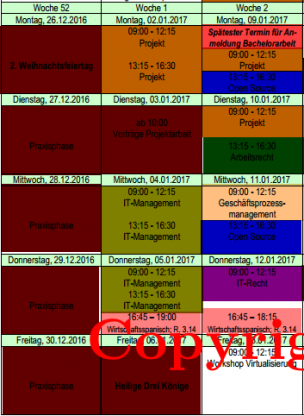 Woche 52
Woche 1
Woche 2
Montag, 26.12.2016
Montag, 02.01.2017
Montag, 09.01.2017
2. Weihnachtsfeiertag
09:00 - 12:15
Projekt
13:15 - 16:30
Projekt
Spätester Termin für An-
meldung Bachelorarbeit
09:00 - 12:15
Projekt
13:15 - 16:30
Open Source
Dienstag, 27.12.2016
Dienstag, 03.01.2017
Dienstag, 10.01.2017
Praxisphase
ab 10:00
Vorträge Projektarbeit
09:00 - 12:15
Projekt
13:15 - 16:30
Arbeitsrecht
Mittwoch, 28.12.2016
Mittwoch, 04.01.2017
Mittwoch, 11.01.2017
Praxisphase
09:00 - 12:15
IT-Management
13:15 - 16:30
IT-Management
09:00 - 12:15
Geschäftsprozess-
management
13:15 - 16:30
Open Source
Donnerstag, 29.12.2016
Donnerstag, 05.01.2017
Donnerstag, 12.01.2017
Praxisphase
09:00 - 12:15
IT-Management
13:15 - 16:30
IT-Management
16:45 – 19:00
Wirtschaftsspanisch; R. 3.14
09:00 - 12:15
IT-Recht
16:45 – 18:15
Wirtschaftsspanisch; R. 3.14
Freitag, 30.12.2016
Freitag, 06.01.2017
Freitag, 13.01.2017
Praxisphase
Heilige Drei Könige
09:00 - 12:15
Workshop Virtualisierung
Copyrig